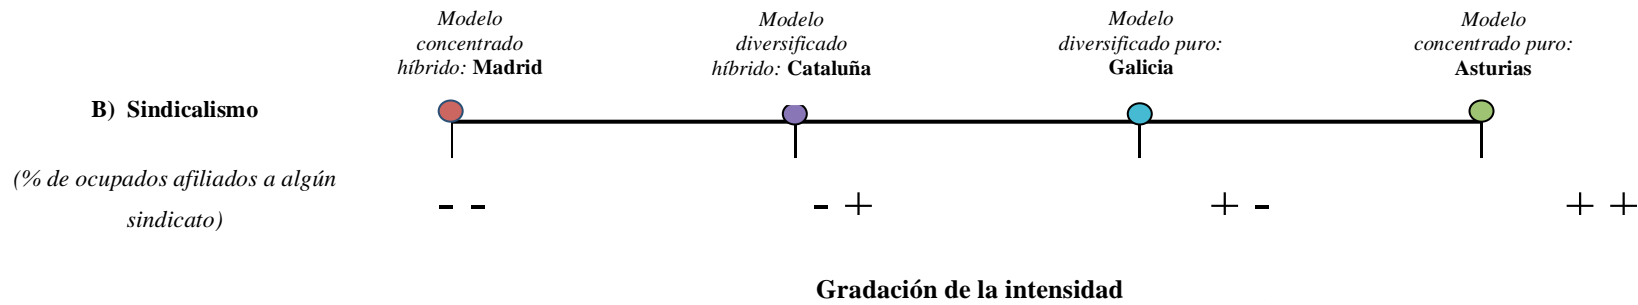 Modelo
concentrado
híbrido: Madrid
Modelo
diversificado
híbrido: Cataluña
Modelo
diversificado puro:
Galicia
Modelo
concentrado puro:
Asturias
B) Sindicalismo
(% de ocupados afiliados a algún
sindicato)
- -
- +
+ -
+ +
Gradación de la intensidad